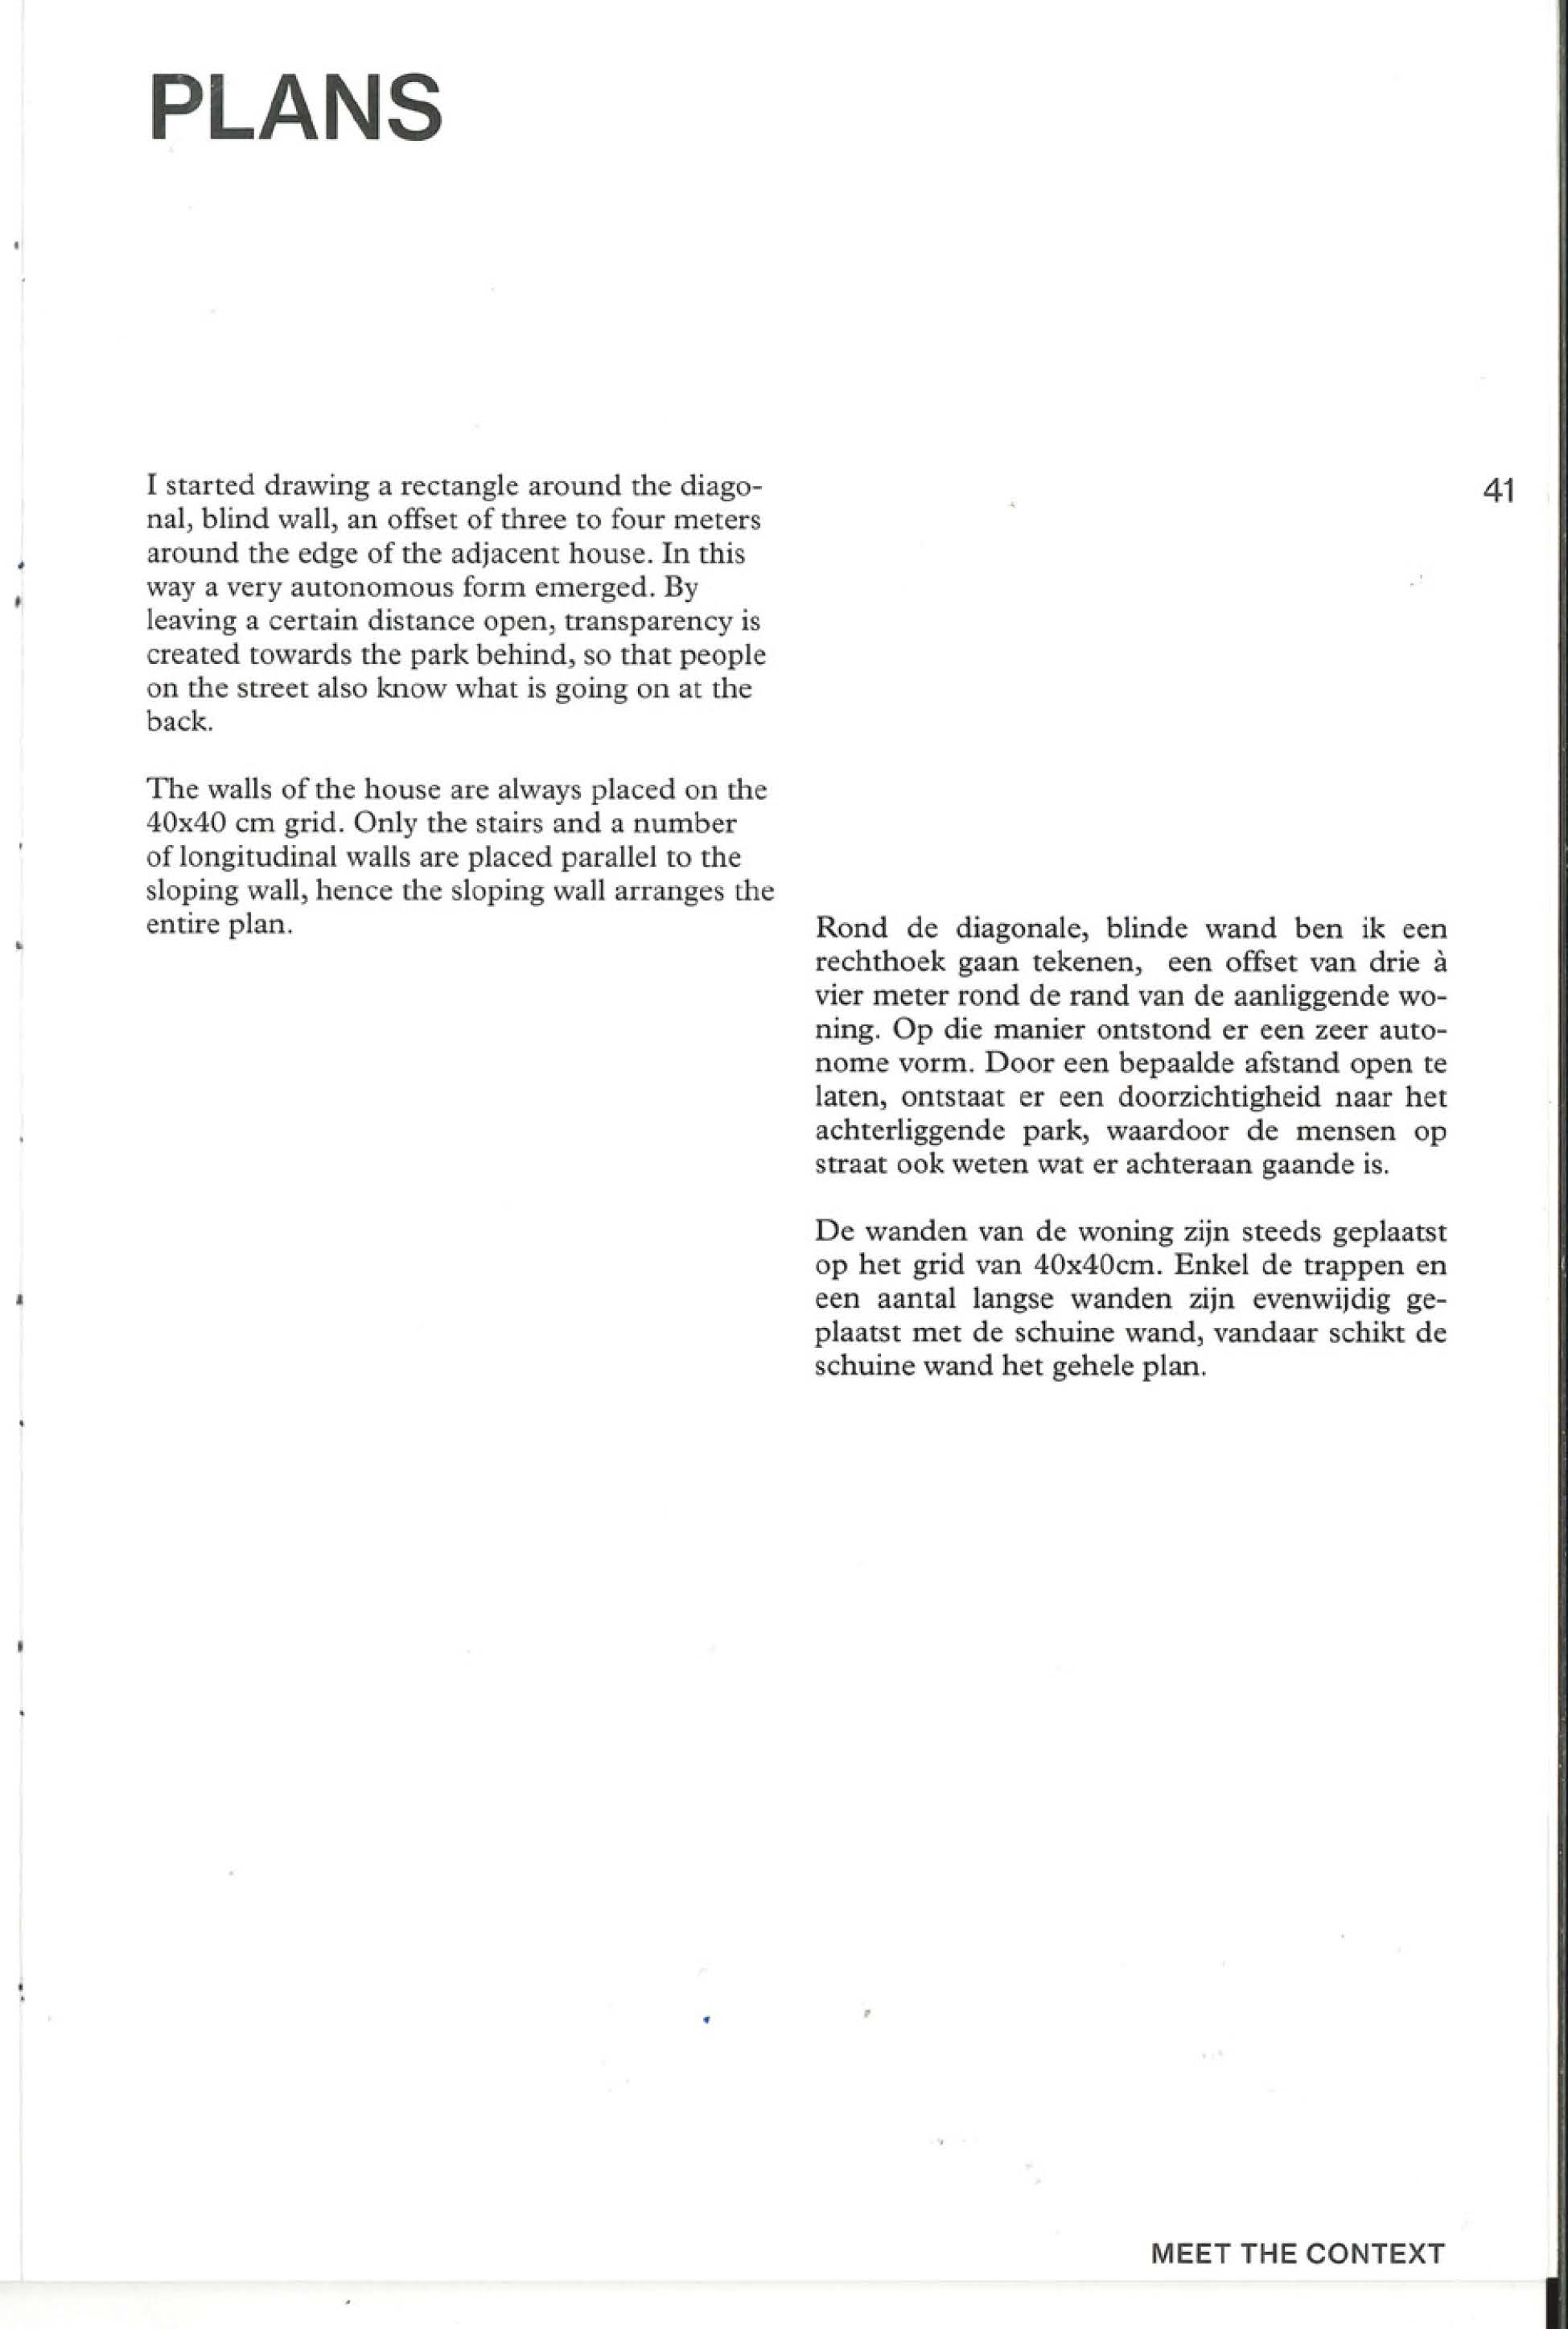 PLANS
I started drawing a rectangle around the diago-
nal, blind wall, an offset of three to four meters
around the edge of the adjacent house. In this
way a very autonomous form emerged. By
leaving a certain distance open, transparency is
created towards the park behind, so that people
on the street also know what is going on at the
back.
The walls of the house are always placed on the
40x40 cm grid. Only the stairs and a number
of longitudinal walls are placed parallel to the
sloping wall, hence the sloping wall arranges the
entire plan.
41
Rond de diagonale, blinde wand ben ik een
rechthoek gaan tekenen, een offset van drie à
vier meter rond de rand van de aanliggende wo-
ning. Op die manier ontstond er een zeer auto-
nome vorm. Door een bepaalde afstand open te
laten, ontstaat er een doorzichtigheid naar het
achterliggende park, waardoor de mensen op
straat ook weten wat er achteraan gaande is.
De wanden van de woning zijn steeds geplaatst
op het grid van 40x40cm. Enkel de trappen en
een aantal langse wanden zijn evenwijdig ge-
plaatst met de schuine wand, vandaar schikt de
schuine wand het gehele plan.
MEET THE CONTEXT